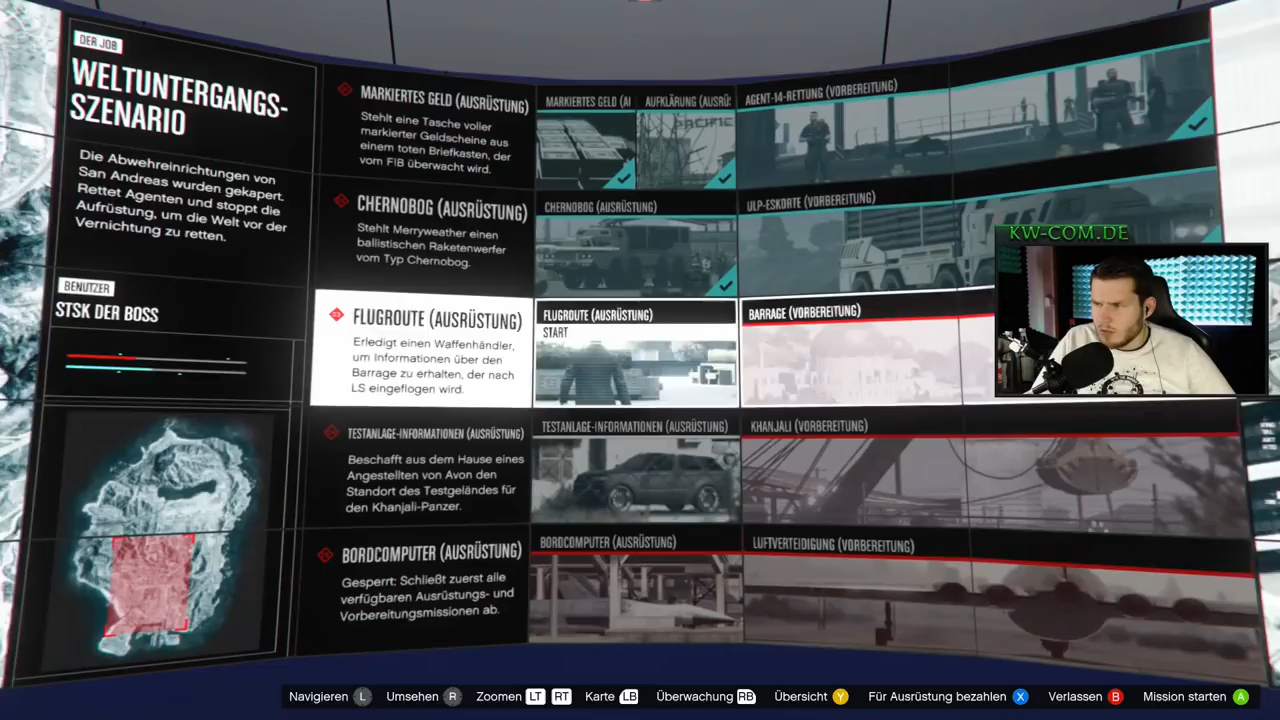 DER JOB
WELTUNTERGANGS-
SZENARIO
Die Abwehreinrichtungen von
San Andreas wurden gekapert.
Rettet Agenten und stoppt die
Aufrüstung, um die Welt vor der
Vernichtung zu retten.
BENUTZER
STSK DER BOSS
MARKIERTES GELD (AUSRÜSTUNG)
Stehlt eine Tasche voller
markierter Geldscheine aus
einem toten Briefkasten, der
vom FIB überwacht wird.
MARKIERTES GELD (AU
AUFKLÄRUNG (AUSRÜS
PACIFIC
AGENT-14-RETTUNG (VORBEREITUNG)
CHERNOBOG (AUSRÜSTUNG)
Stehlt Merryweather einen
ballistischen Raketenwerfer
vom Typ Chernobog.
CHERNOBOG (AUSRÜSTUNG)
ULP-ESKORTE (VORBEREITUNG)
KW-COM.DE
FLUGROUTE (AUSRÜSTUNG)
Erledigt einen Waffenhändler,
um Informationen über den
Barrage zu erhalten, der nach
LS eingeflogen wird.
FLUGROUTE (AUSRÜSTUNG)
START
BARRAGE (VORBEREITUNG)
TESTANLAGE-INFORMATIONEN (AUSRÜSTUNG)
Beschafft aus dem Hause eines
Angestellten von Avon den
Standort des Testgeländes für
den Khanjali-Panzer.
TESTANLAGE-INFORMATIONEN (AUSRÜSTUNG)
KHANJALI (VORBEREITUNG)
BORDCOMPUTER (AUSRÜSTUNG)
Gesperrt: Schließt zuerst alle
verfügbaren Ausrüstungs- und
Vorbereitungsmissionen ab.
BORDCOMPUTER (AUSRÜSTUNG)
LUFTVERTEIDIGUNG (VORBEREITUNG)
Navigieren L Umsehen R Zoomen LT RT Karte LB Überwachung RB Übersicht Y Für Ausrüstung bezahlen X Verlassen B Mission starten A